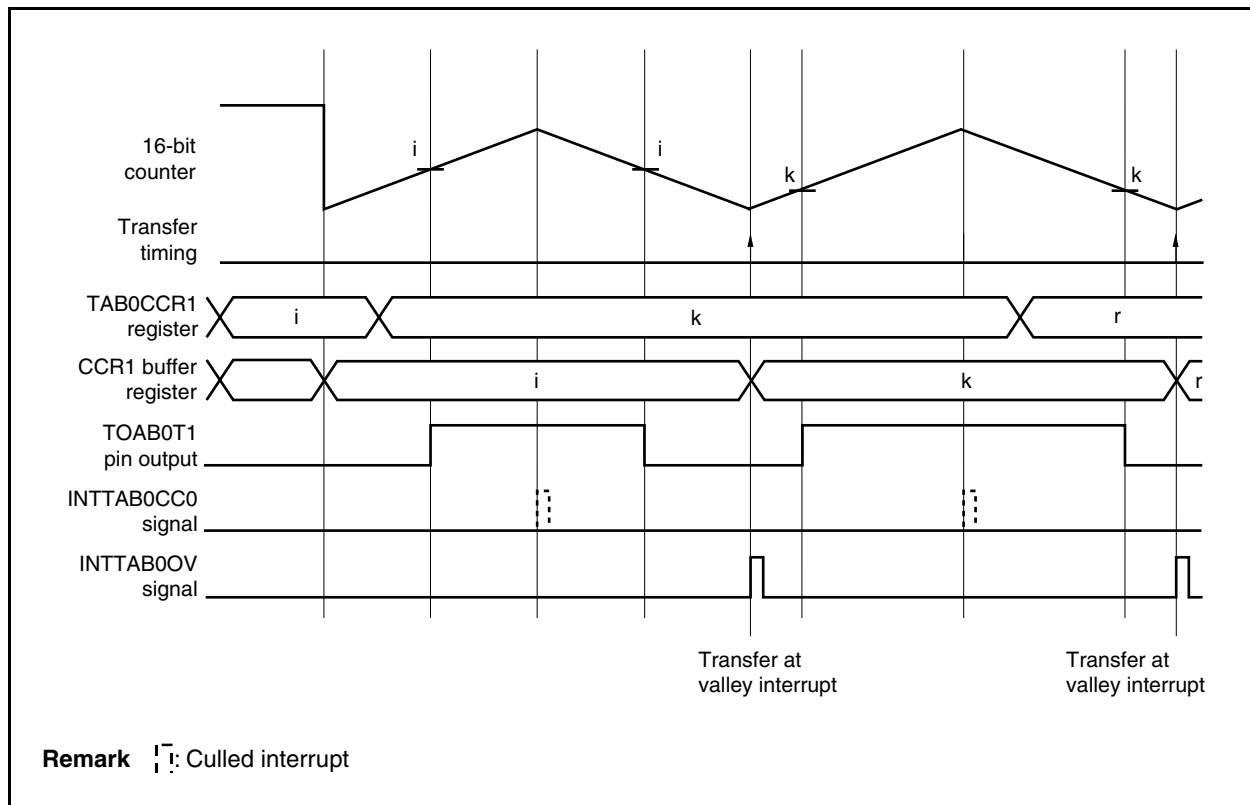 16-bit
counter
i
i
k
k
Transfer
timing
TAB0CCR1
register
i
k
r
CCR1 buffer
register
i
k
r
TOAB0T1
pin output
INTTAB0CC0
signal
INTTAB0OV
signal
Transfer at
valley interrupt
Transfer at
valley interrupt
Remark : Culled interrupt